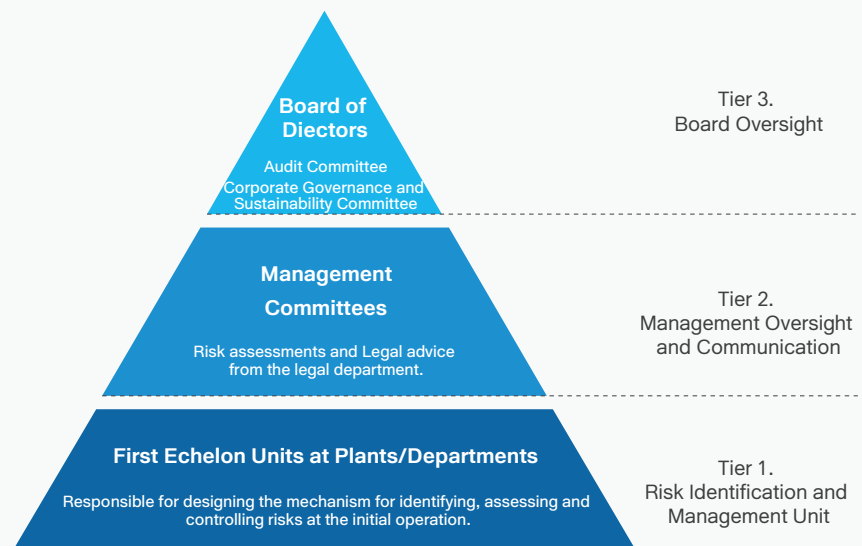 Board of
Diectors
Audit Committee
Corporate Governance and
Sustainability Committee
Tier 3.
Board Oversight
Management
Committees
Risk assessments and Legal advice
from the legal department.
Tier 2.
Management Oversight
and Communication
First Echelon Units at Plants/Departments
Responsible for designing the mechanism for identifying, assessing and
controlling risks at the initial operation.
Tier 1.
Risk Identification and
Management Unit